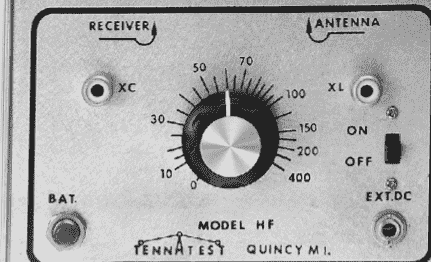 RECEIVER ANTENNA
50 70
XC XL
100
30
150
ON
200
OFF
10
400
0
BAT. EXT.DC
MODEL HF
TENNATEST QUINCY MI.